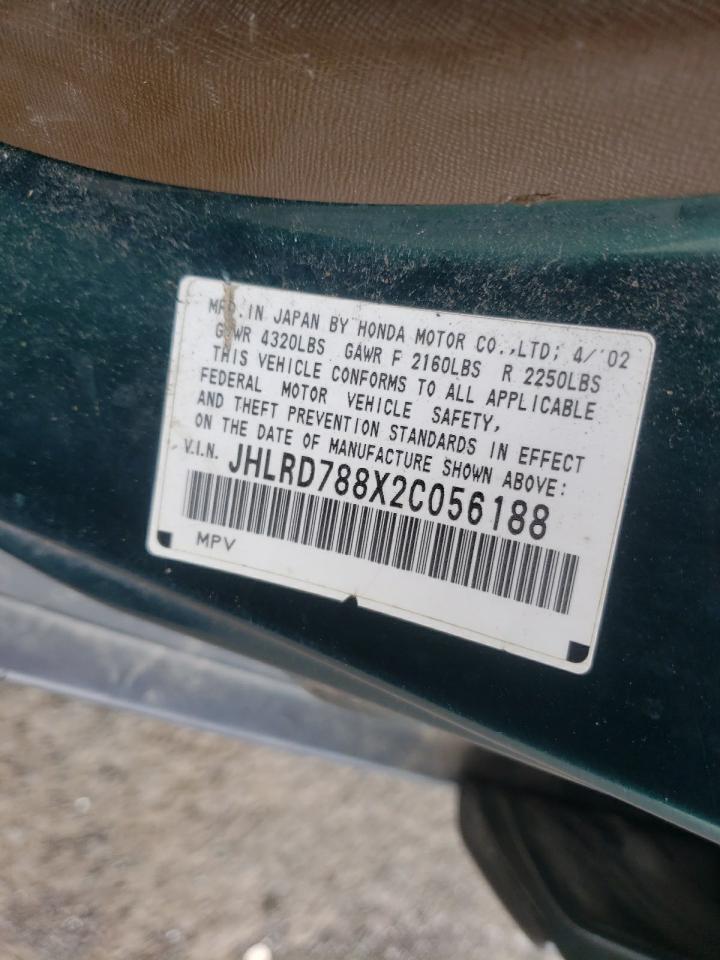 MFD. IN JAPAN BY HONDA MOTOR CO.,LTD; 4/'02
GVWR 4320LBS GAWR F 2160LBS R 2250LBS
THIS VEHICLE CONFORMS TO ALL APPLICABLE
FEDERAL MOTOR VEHICLE SAFETY,
AND THEFT PREVENTION STANDARDS IN EFFECT
ON THE DATE OF MANUFACTURE SHOWN ABOVE:
V.I.N. JHLRD788X2C056188
MPV